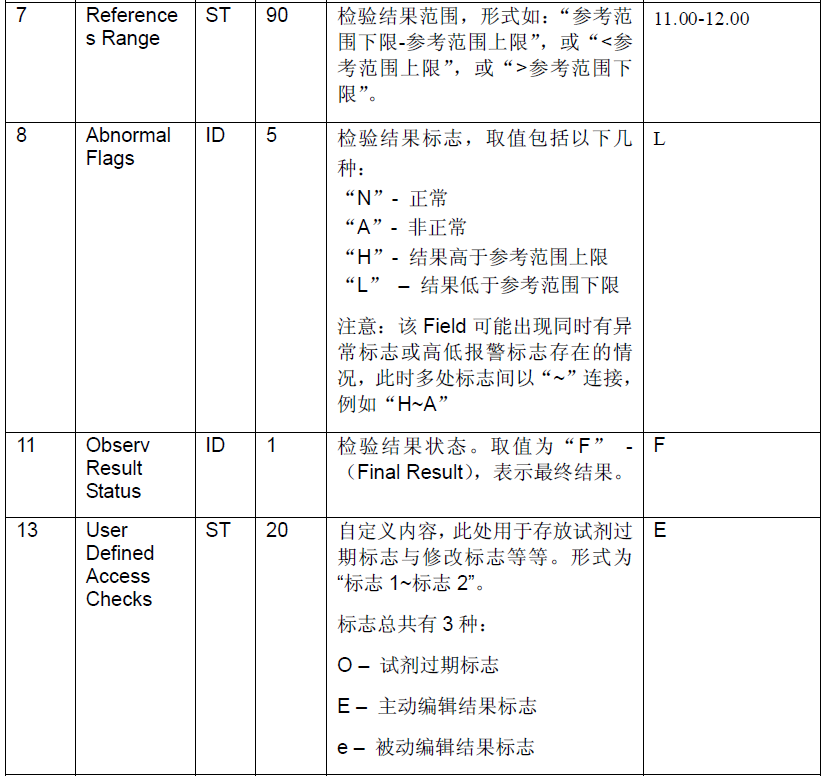 7 Reference ST 90 检验结果范围，形式如：“参考范 11.00-12.00
s Range 围下限-参考范围上限”，或“<参
考范围上限”，或“>参考范围下
限”。
8 Abnormal ID 5 检验结果标志，取值包括以下几 L
Flags 种：
“N”- 正常
“A”- 非正常
“H”- 结果高于参考范围上限
“L” – 结果低于参考范围下限
注意：该 Field 可能出现同时有异
常标志或高低报警标志存在的情
况，此时多处标志间以“~”连接，
例如“H~A”
11 Observ ID 1 检验结果状态。取值为“F” - F
Result （Final Result），表示最终结果。
Status
13 User ST 20 自定义内容，此处用于存放试剂过 E
Defined 期标志与修改标志等等。形式为
Access “标志 1~标志 2”。
Checks
标志总共有 3 种：
O – 试剂过期标志
E – 主动编辑结果标志
e – 被动编辑结果标志